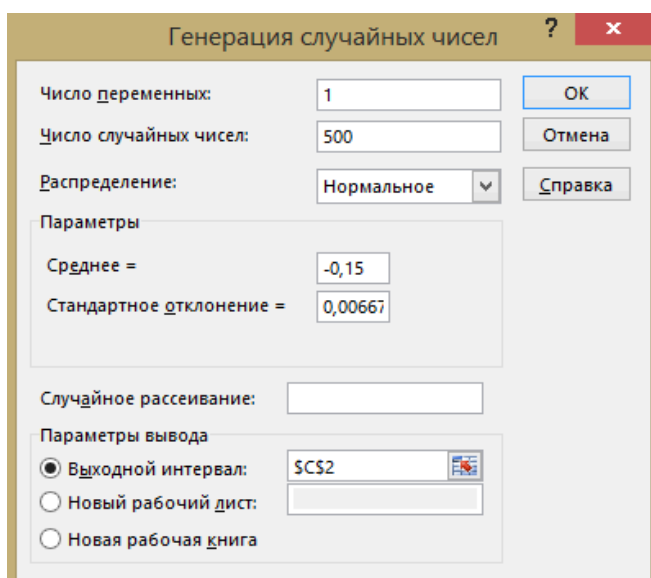 Генерация случайных чисел ? ×
Число переменных: 1 ОК
Число случайных чисел: 500 Отмена
Распределение: Нормальное Справка
Параметры
Среднее = -0,15
Стандартное отклонение = 0,00667
Случайное рассеивание:
Параметры вывода
Выходной интервал: $C$2
Новый рабочий лист:
Новая рабочая книга